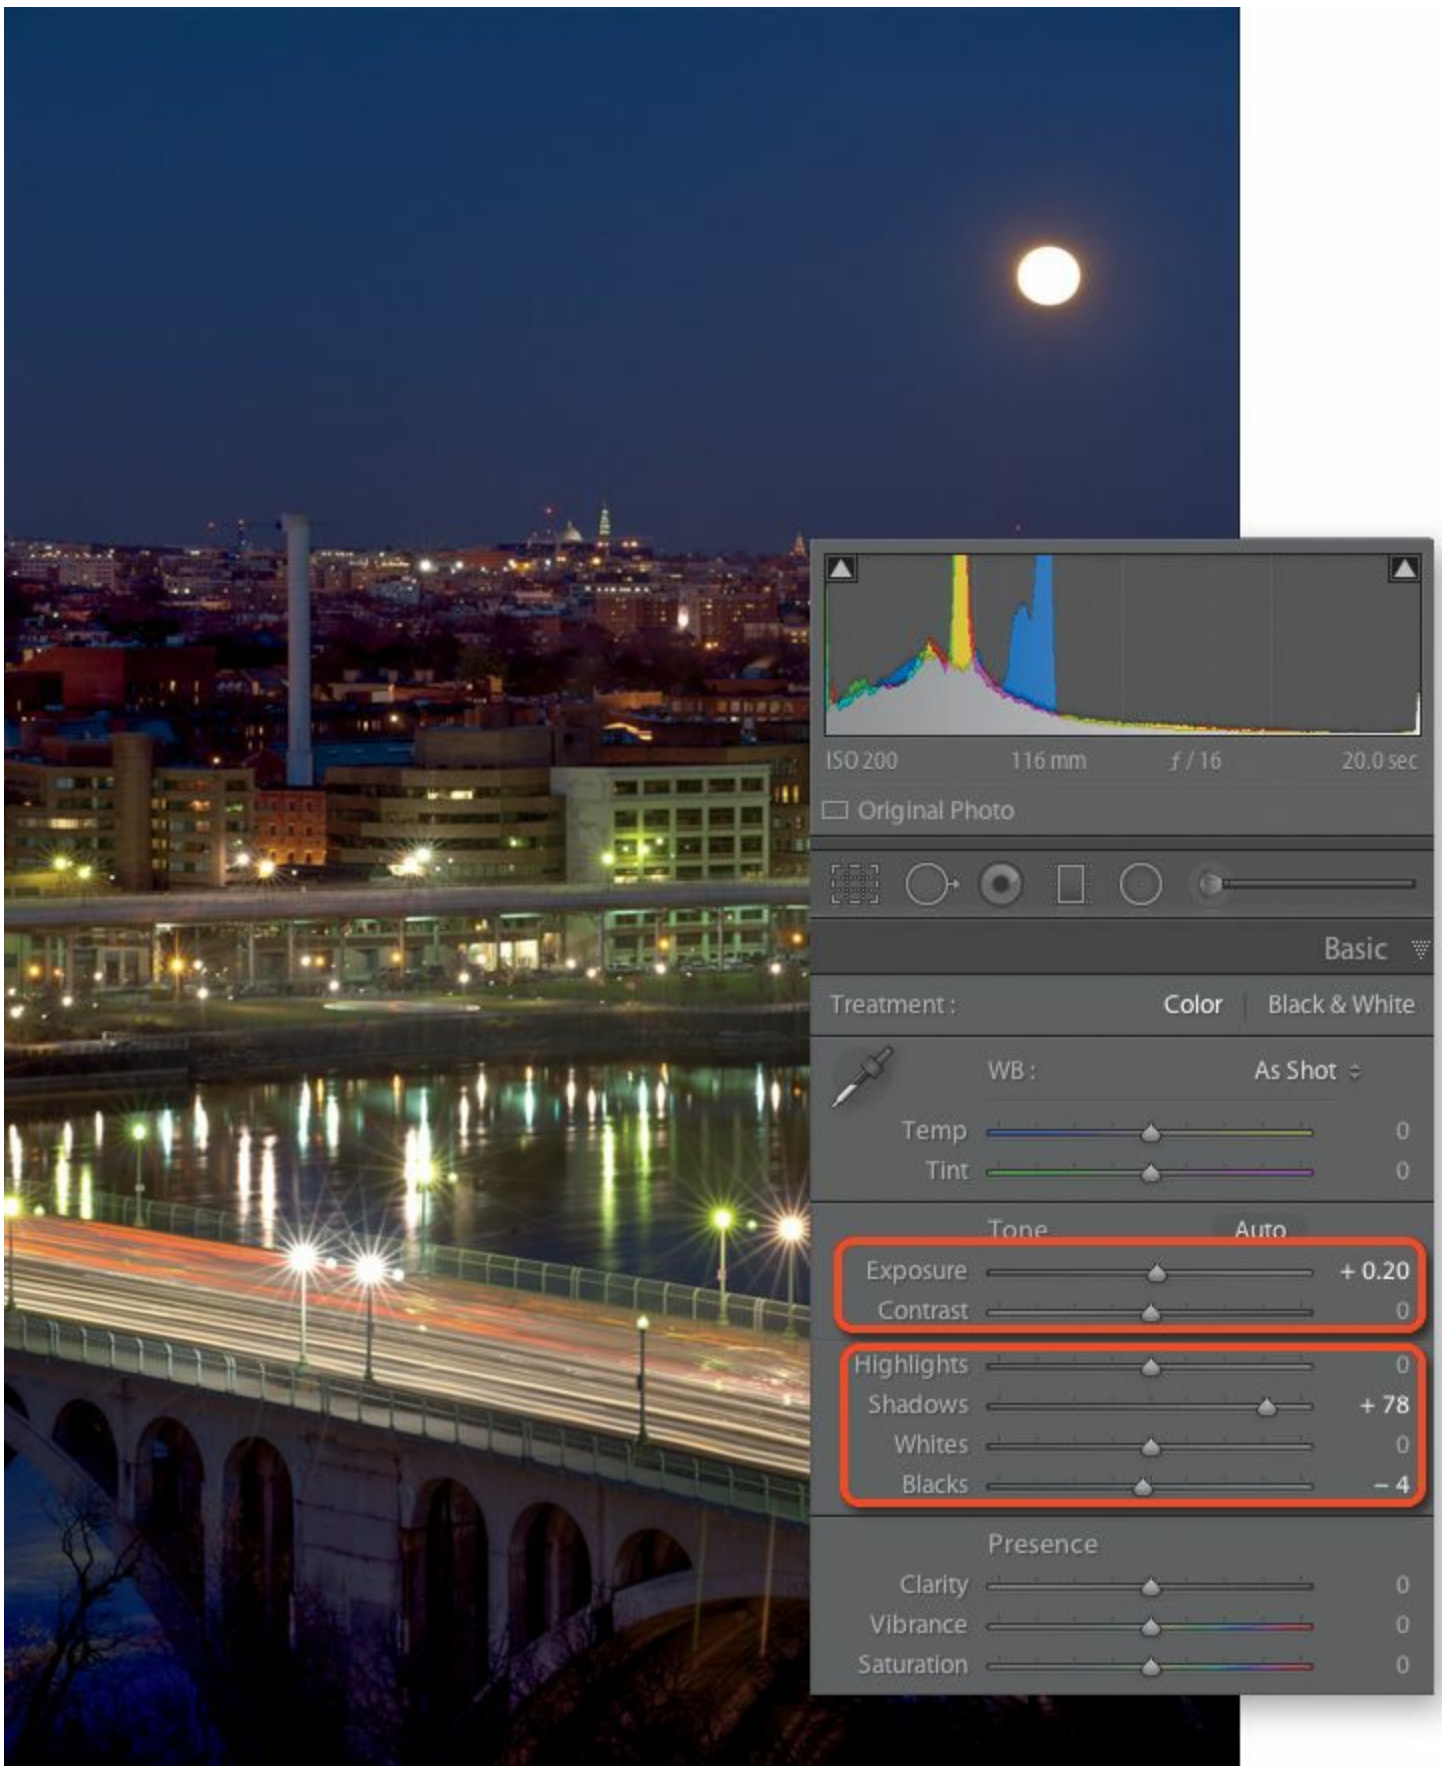 ISO 200 116 mm ƒ / 16 20.0 sec
Original Photo
Basic
Treatment : Color Black & White
WB : As Shot
Temp 0
Tint 0
Tone Auto
Exposure + 0.20
Contrast 0
Highlights 0
Shadows + 78
Whites 0
Blacks – 4
Presence
Clarity 0
Vibrance 0
Saturation 0